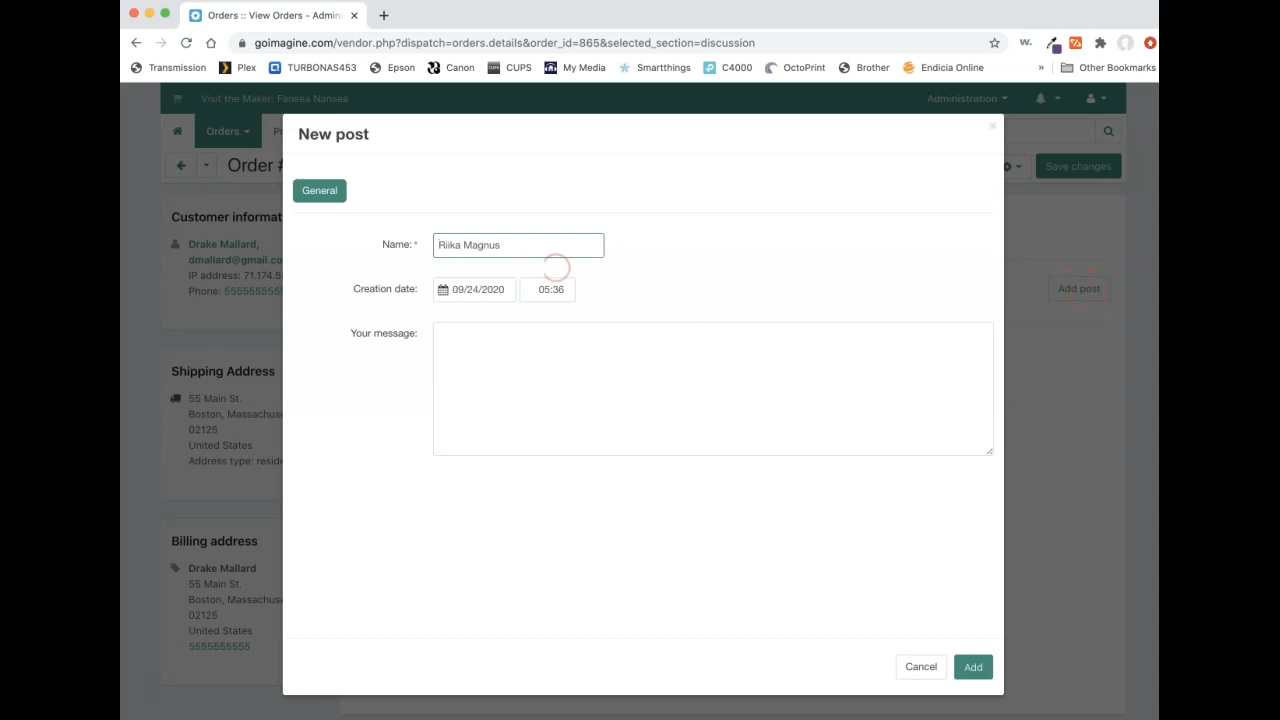 Orders :: View Orders - Admin
goimagine.com/vendor.php?dispatch=orders.details&order_id=865&selected_section=discussion
Transmission Plex TURBONAS453 Epson Canon CUPS My Media Smartthings C4000 OctoPrint Brother Endicia Online » Other Bookmarks
Visit the Maker: Fansea Nansea Administration
Orders
Order # Save changes
New post
General
Name:* Riika Magnus
Creation date: 09/24/2020 05:36
Your message:
Cancel Add
Customer informat
Drake Mallard,
dmallard@gmail.co
IP address: 71.174.5
Phone: 555555555
Add post
Shipping Address
55 Main St.
Boston, Massachuse
02125
United States
Address type: reside
Billing address
Drake Mallard
55 Main St.
Boston, Massachuse
02125
United States
5555555555